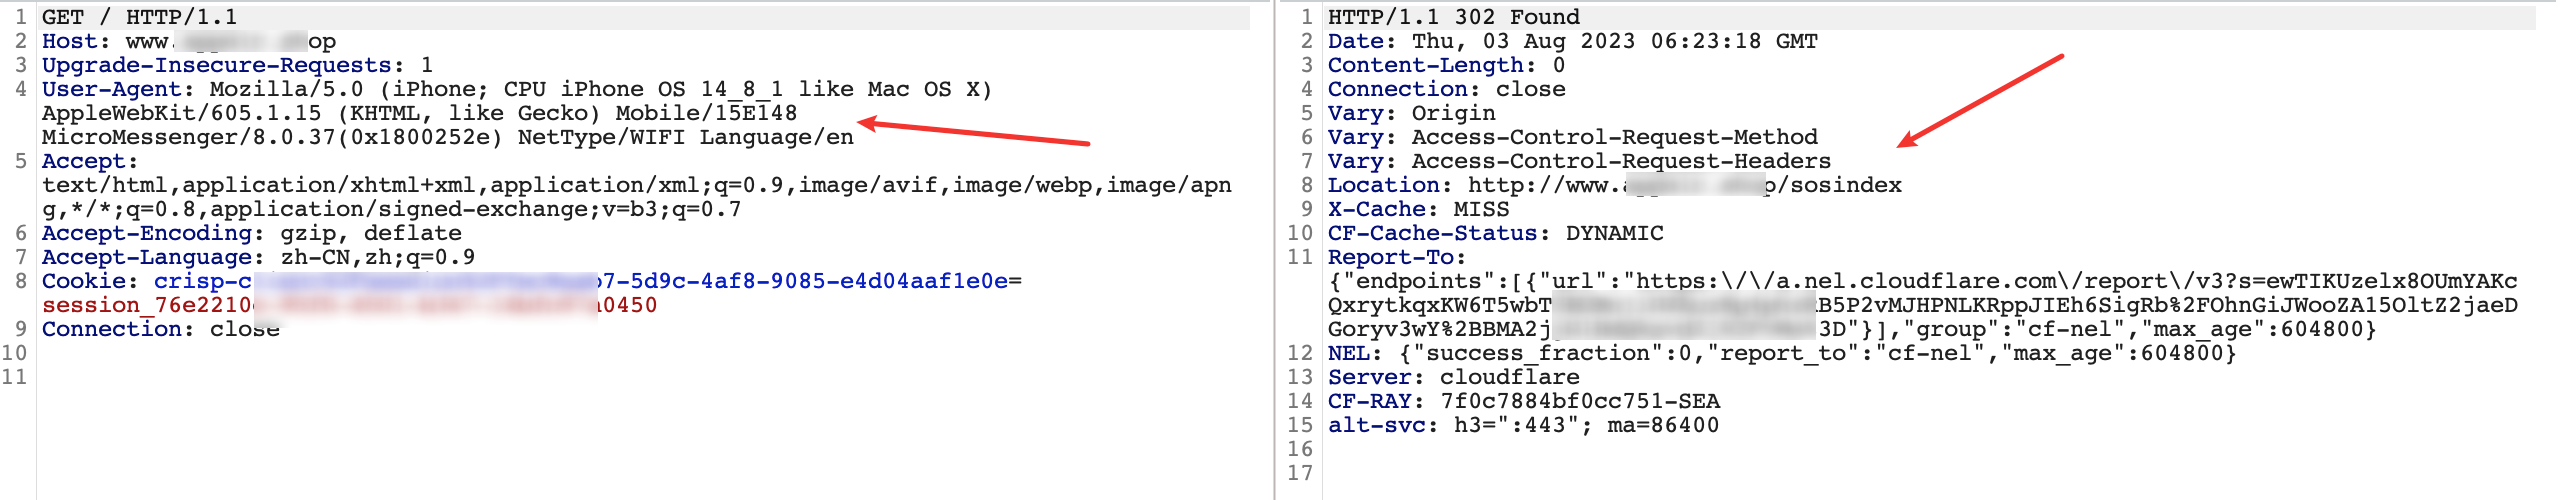 1 GET / HTTP/1.1
2 Host: www. op
3 Upgrade-Insecure-Requests: 1
4 User-Agent: Mozilla/5.0 (iPhone; CPU iPhone OS 14_8_1 like Mac OS X)
AppleWebKit/605.1.15 (KHTML, like Gecko) Mobile/15E148
MicroMessenger/8.0.37(0x1800252e) NetType/WIFI Language/en
5 Accept:
text/html,application/xhtml+xml,application/xml;q=0.9,image/avif,image/webp,image/apn
g,*/*;q=0.8,application/signed-exchange;v=b3;q=0.7
6 Accept-Encoding: gzip, deflate
7 Accept-Language: zh-CN,zh;q=0.9
8 Cookie: crisp-c 7-5d9c-4af8-9085-e4d04aaf1e0e=
session_76e2210 0450
9 Connection: close
10
11
1 HTTP/1.1 302 Found
2 Date: Thu, 03 Aug 2023 06:23:18 GMT
3 Content-Length: 0
4 Connection: close
5 Vary: Origin
6 Vary: Access-Control-Request-Method
7 Vary: Access-Control-Request-Headers
8 Location: http://www. p/sosindex
9 X-Cache: MISS
10 CF-Cache-Status: DYNAMIC
11 Report-To:
{"endpoints":[{"url":"https:\/\/a.nel.cloudflare.com\/report\/v3?s=ewTIKUzelx8OUmYAKc
QxrytkqxKW6T5wbT B5P2vMJHPNLKRppJIEh6SigRb%2FOhnGiJWooZA15OltZ2jaeD
Goryv3wY%2BBMA2j 3D"}],"group":"cf-nel","max_age":604800}
12 NEL: {"success_fraction":0,"report_to":"cf-nel","max_age":604800}
13 Server: cloudflare
14 CF-RAY: 7f0c7884bf0cc751-SEA
15 alt-svc: h3=":443"; ma=86400
16
17